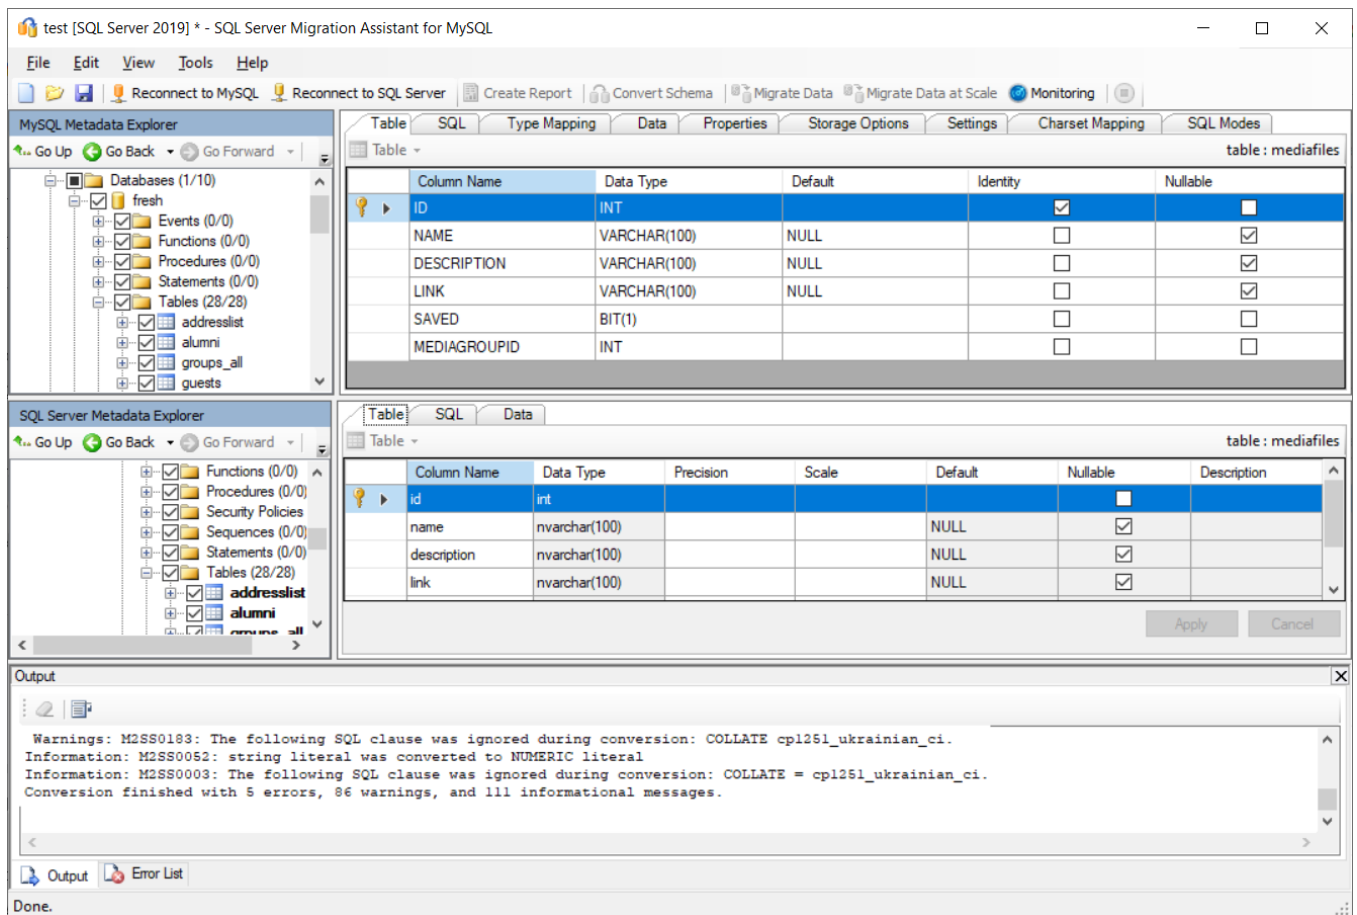 test [SQL Server 2019] * - SQL Server Migration Assistant for MySQL
File Edit View Tools Help
Reconnect to MySQL Reconnect to SQL Server Create Report Convert Schema Migrate Data Migrate Data at Scale Monitoring
MySQL Metadata Explorer
Go Up Go Back Go Forward
Databases (1/10)
fresh
Events (0/0)
Functions (0/0)
Procedures (0/0)
Statements (0/0)
Tables (28/28)
addresslist
alumni
groups_all
guests
Table SQL Type Mapping Data Properties Storage Options Settings Charset Mapping SQL Modes
Table table : mediafiles
Column Name Data Type Default Identity Nullable
ID INT
NAME VARCHAR(100) NULL
DESCRIPTION VARCHAR(100) NULL
LINK VARCHAR(100) NULL
SAVED BIT(1)
MEDIAGROUPID INT
SQL Server Metadata Explorer
Go Up Go Back Go Forward
Functions (0/0)
Procedures (0/0)
Security Policies
Sequences (0/0)
Statements (0/0)
Tables (28/28)
addresslist
alumni
groups_all
Table SQL Data
Table table : mediafiles
Column Name Data Type Precision Scale Default Nullable Description
id int
name nvarchar(100) NULL
description nvarchar(100) NULL
link nvarchar(100) NULL
Apply Cancel
Output
Warnings: M2SS0183: The following SQL clause was ignored during conversion: COLLATE cp1251_ukrainian_ci.
Information: M2SS0052: string literal was converted to NUMERIC literal
Information: M2SS0003: The following SQL clause was ignored during conversion: COLLATE = cp1251_ukrainian_ci.
Conversion finished with 5 errors, 86 warnings, and 111 informational messages.
Output Error List
Done.